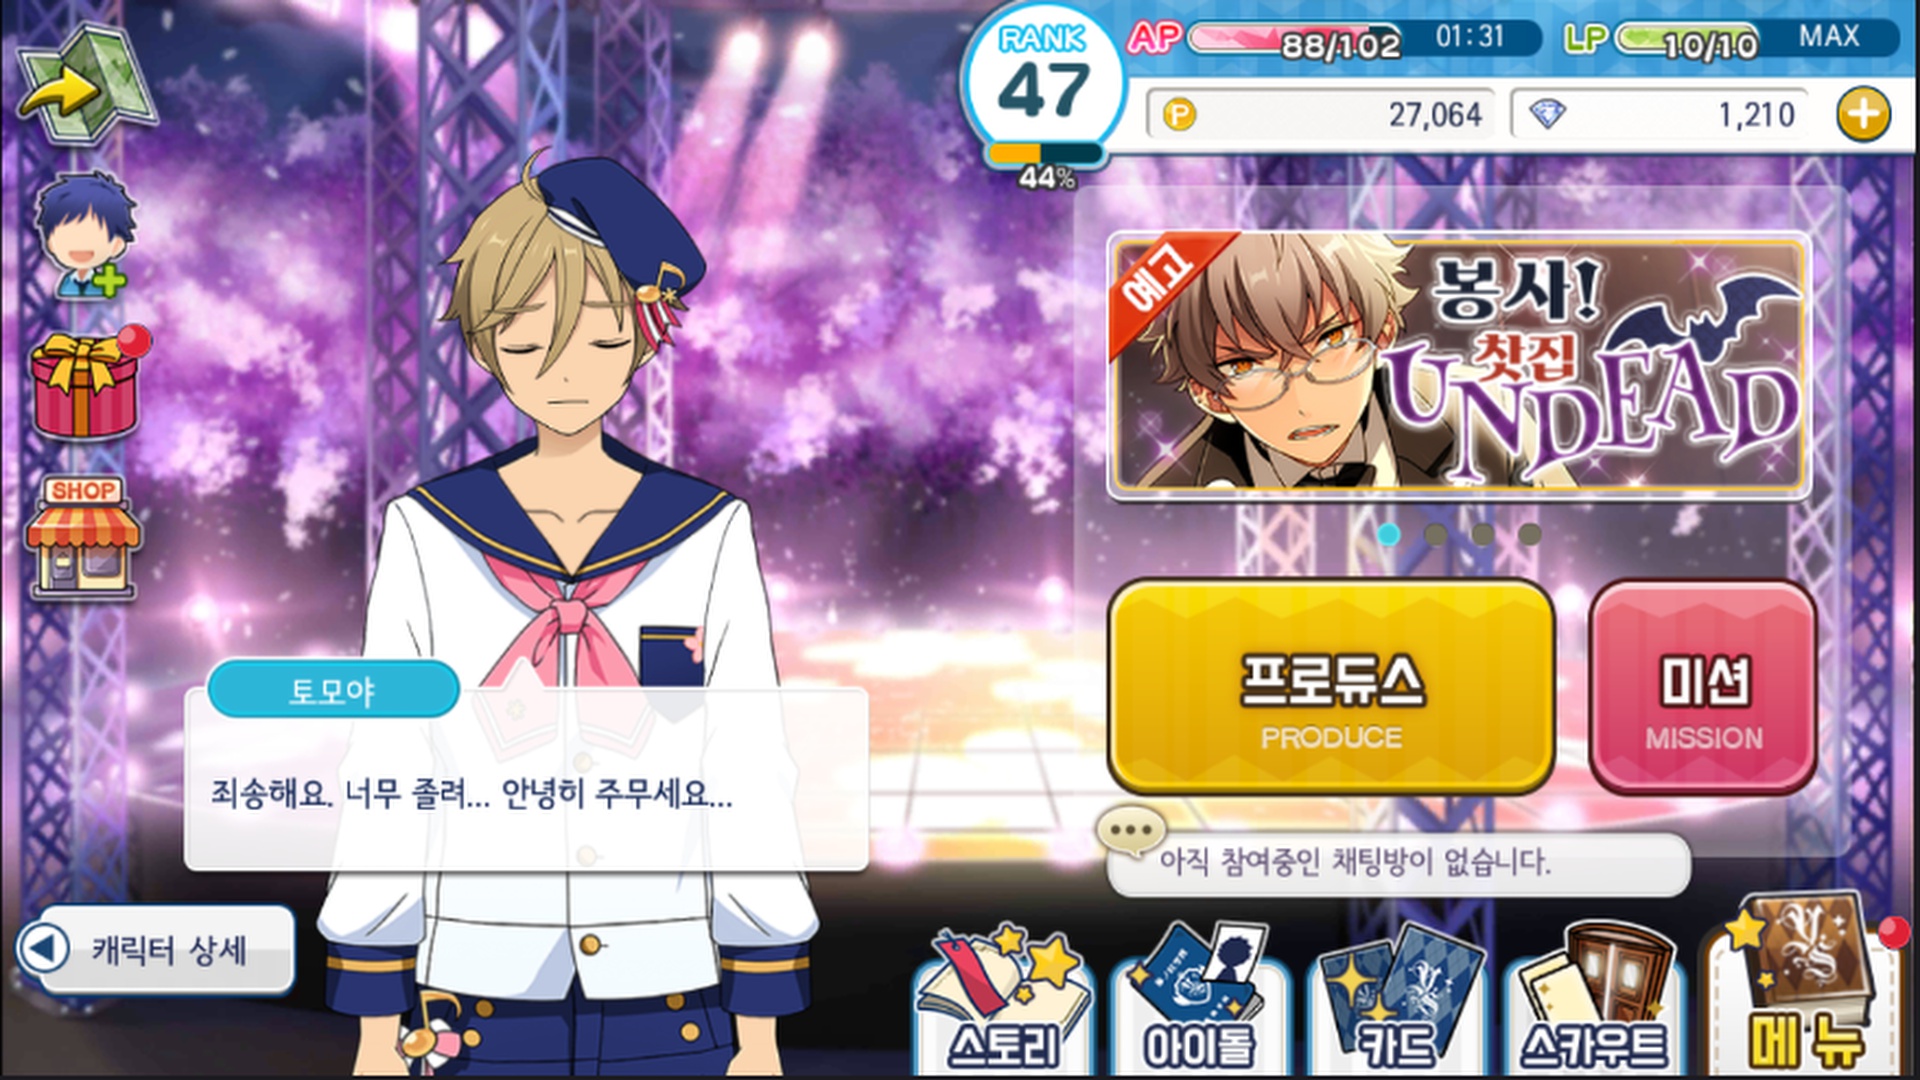 RANK
47
44%
AP
88/102
01:31
LP
10/10
MAX
P
27,064
1,210
예고
봉사!
찻집
UNDEAD
SHOP
프로듀스
PRODUCE
미션
MISSION
토모야
죄송해요. 너무 졸려... 안녕히 주무세요...
아직 참여중인 채팅방이 없습니다.
캐릭터 상세
스토리
아이돌
카드
스카우트
메뉴